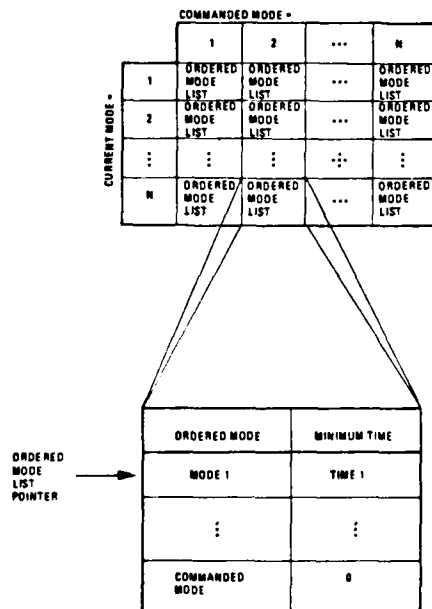 COMMANDED MODE =
1 2 ... N
CURRENT MODE =
1 ORDERED MODE LIST ORDERED MODE LIST ... ORDERED MODE LIST
2 ORDERED MODE LIST ORDERED MODE LIST ... ORDERED MODE LIST
N ORDERED MODE LIST ORDERED MODE LIST ... ORDERED MODE LIST
ORDERED MODE MINIMUM TIME
ORDERED
MODE
LIST
POINTER
MODE 1 TIME 1
COMMANDED 0
MODE